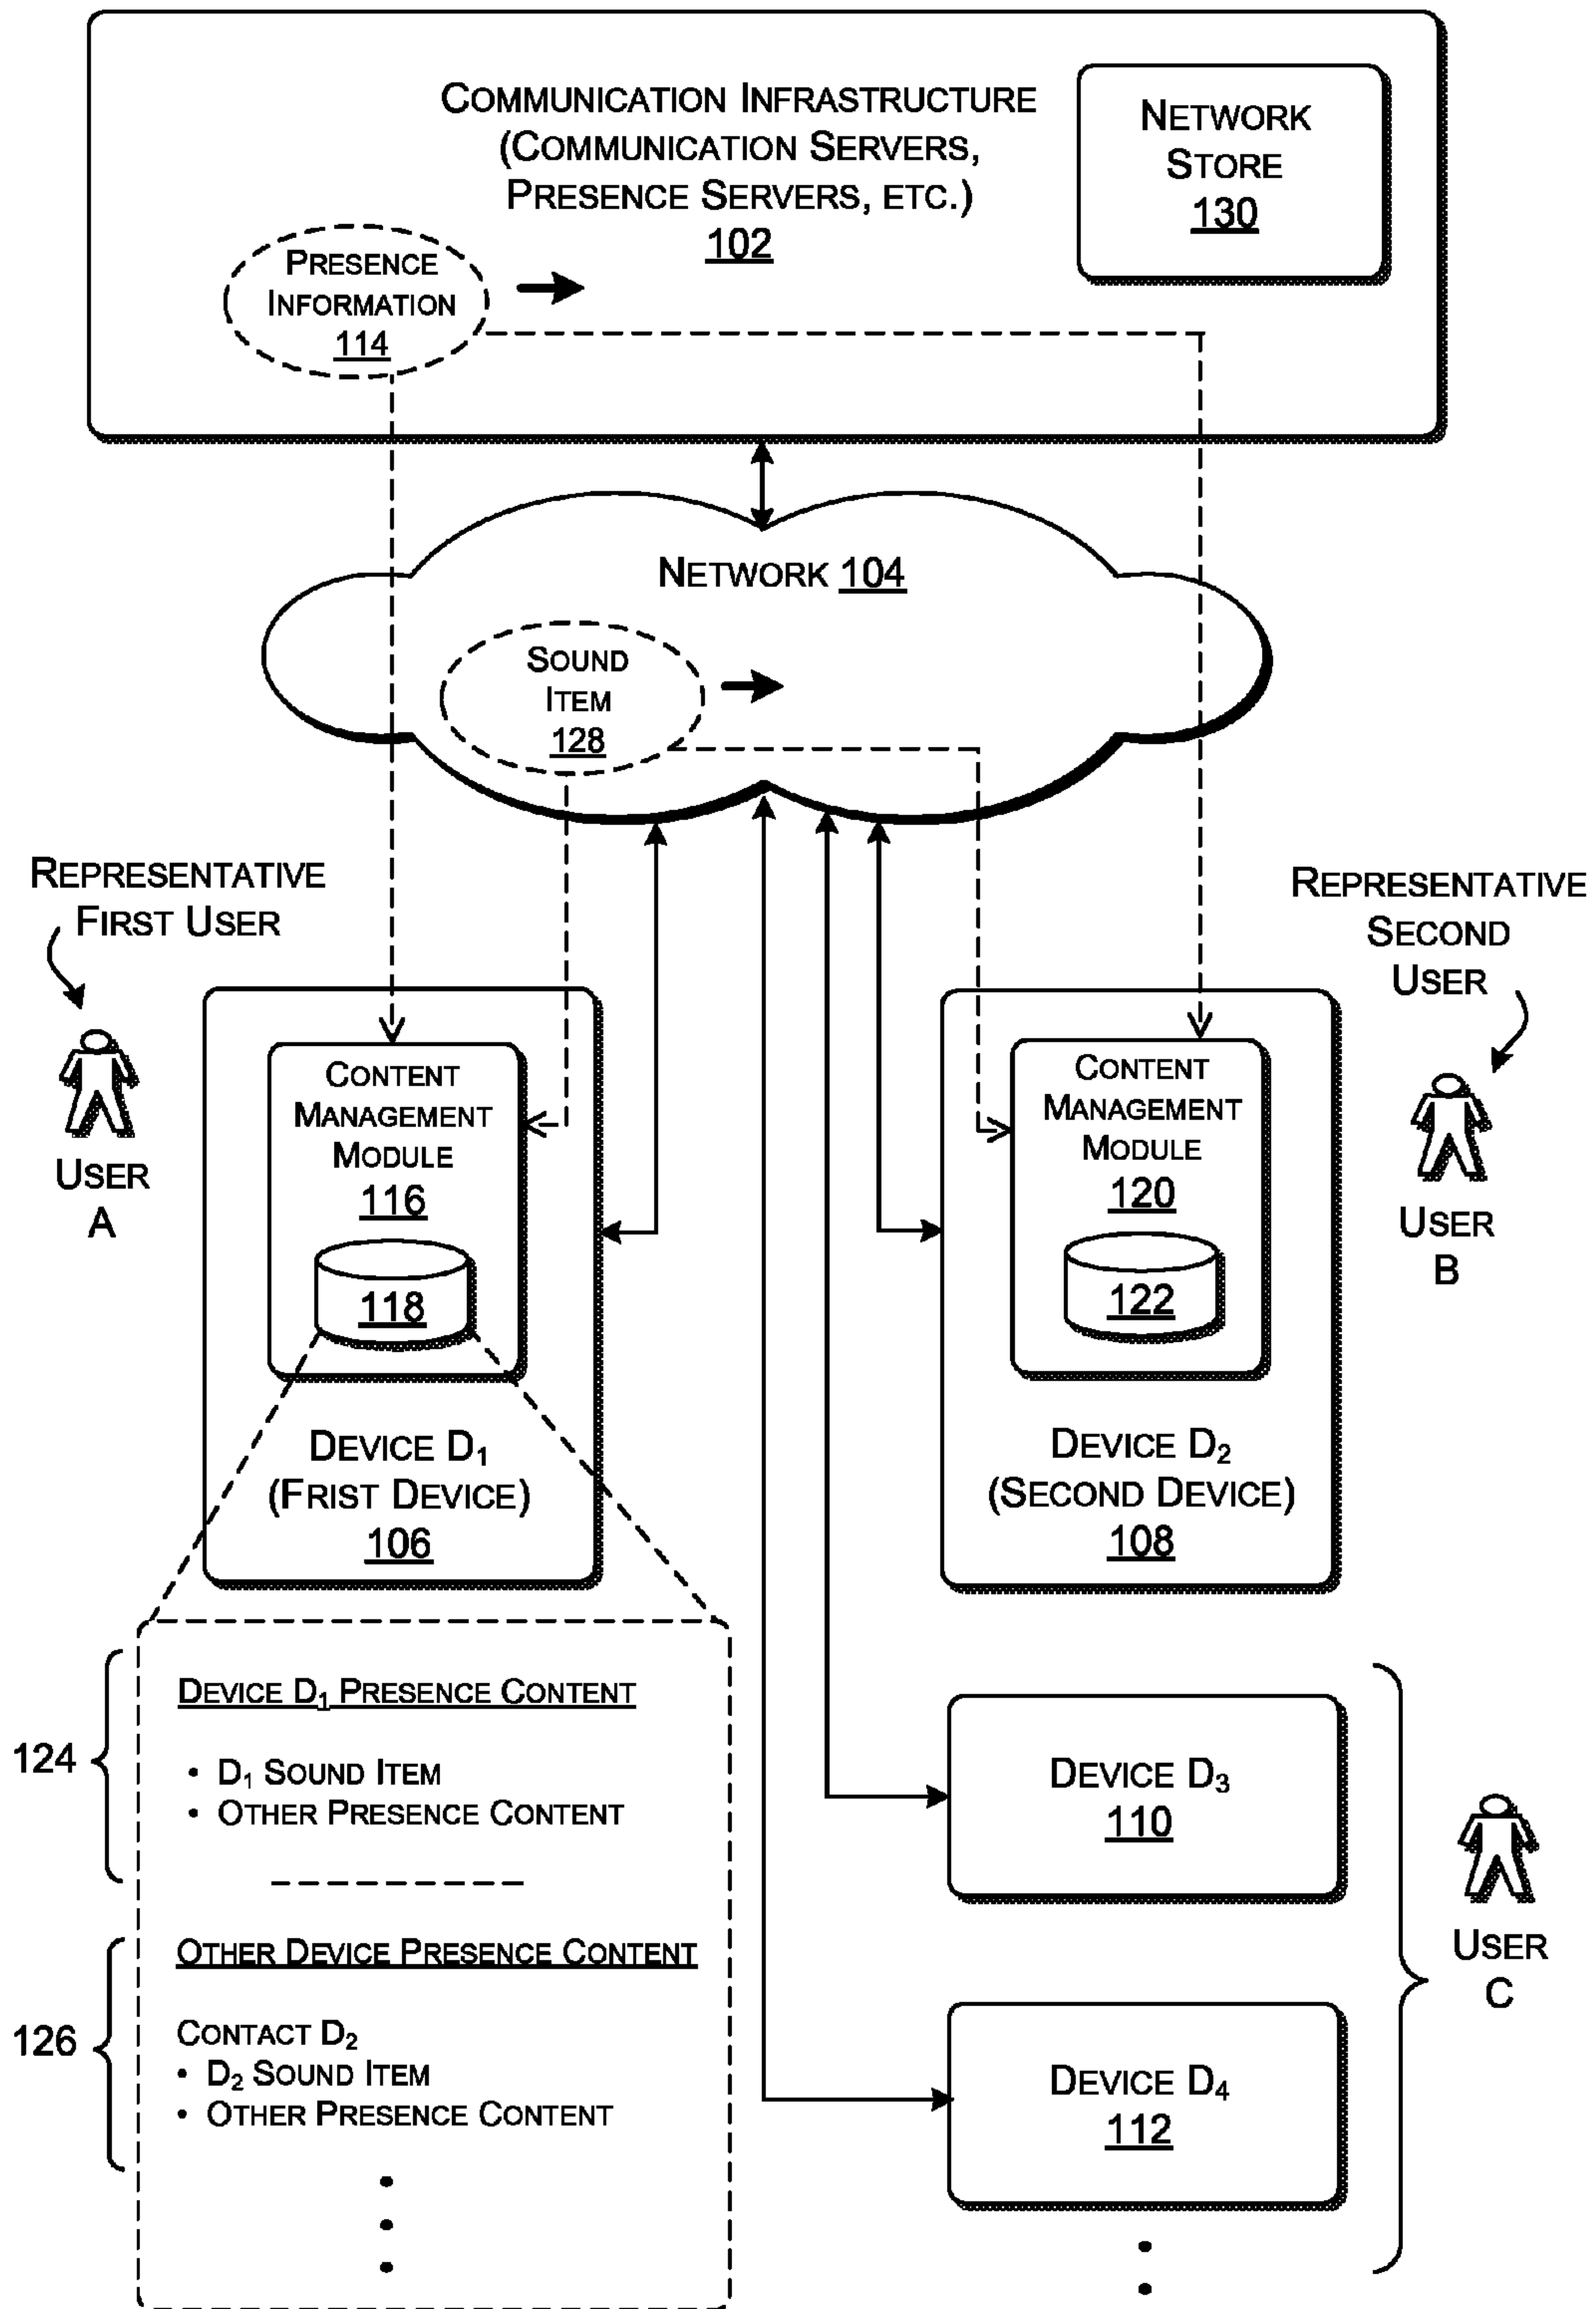 COMMUNICATION INFRASTRUCTURE
(COMMUNICATION SERVERS,
PRESENCE SERVERS, ETC.)
102
NETWORK
STORE
130
PRESENCE
INFORMATION
114
NETWORK 104
SOUND
ITEM
128
REPRESENTATIVE
FIRST USER
USER
A
REPRESENTATIVE
SECOND
USER
USER
B
CONTENT
MANAGEMENT
MODULE
116
118
DEVICE D1
(FRIST DEVICE)
106
CONTENT
MANAGEMENT
MODULE
120
122
DEVICE D2
(SECOND DEVICE)
108
124
DEVICE D1 PRESENCE CONTENT
• D1 SOUND ITEM
• OTHER PRESENCE CONTENT
126
OTHER DEVICE PRESENCE CONTENT
CONTACT D2
• D2 SOUND ITEM
• OTHER PRESENCE CONTENT
DEVICE D3
110
DEVICE D4
112
USER
C